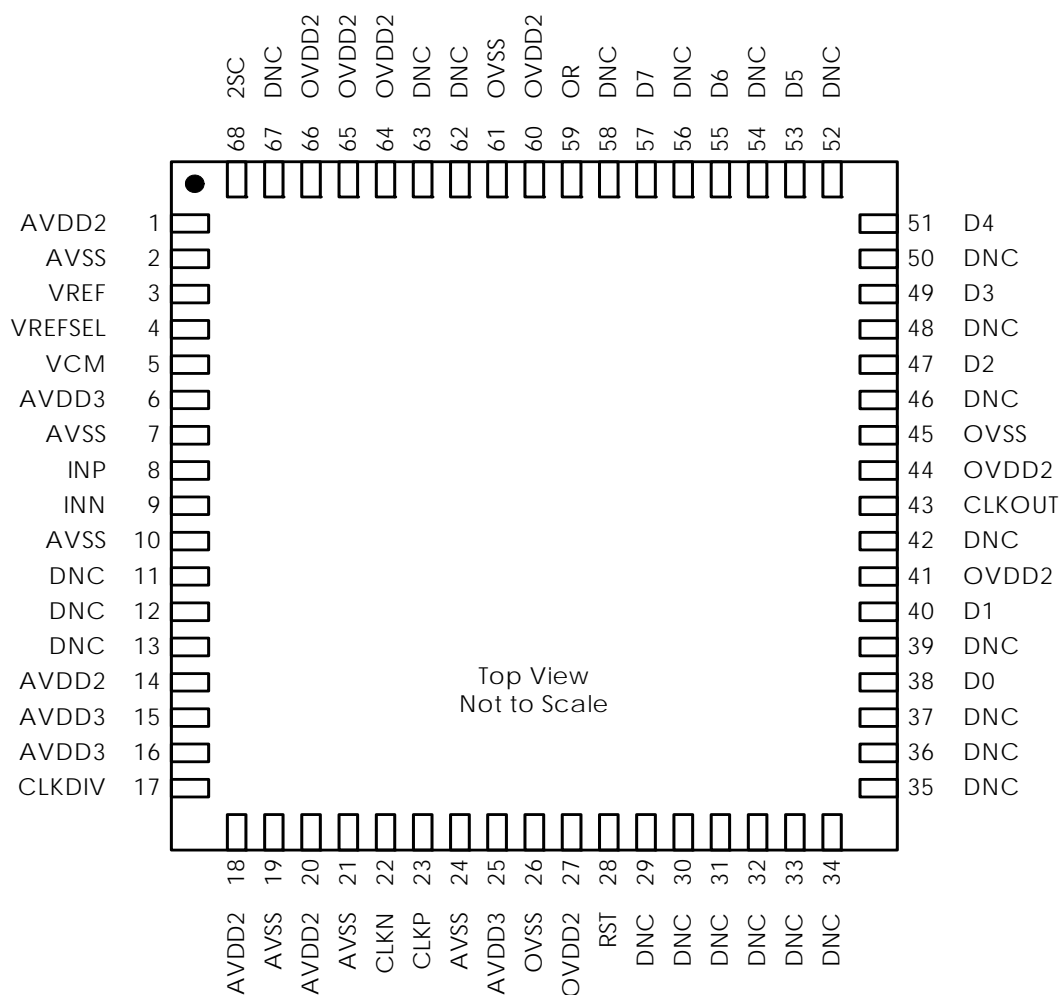 2SC DNC OVDD2 OVDD2 OVDD2 DNC DNC OVSS OVDD2 OR DNC D7 DNC D6 DNC D5 DNC
68 67 66 65 64 63 62 61 60 59 58 57 56 55 54 53 52
AVDD2 1
AVSS 2
VREF 3
VREFSEL 4
VCM 5
AVDD3 6
AVSS 7
INP 8
INN 9
AVSS 10
DNC 11
DNC 12
DNC 13
AVDD2 14
AVDD3 15
AVDD3 16
CLKDIV 17
51 D4
50 DNC
49 D3
48 DNC
47 D2
46 DNC
45 OVSS
44 OVDD2
43 CLKOUT
42 DNC
41 OVDD2
40 D1
39 DNC
38 D0
37 DNC
36 DNC
35 DNC
Top View
Not to Scale
18 19 20 21 22 23 24 25 26 27 28 29 30 31 32 33 34
AVDD2 AVSS AVDD2 AVSS CLKN CLKP AVSS AVDD3 OVSS OVDD2 RST DNC DNC DNC DNC DNC DNC